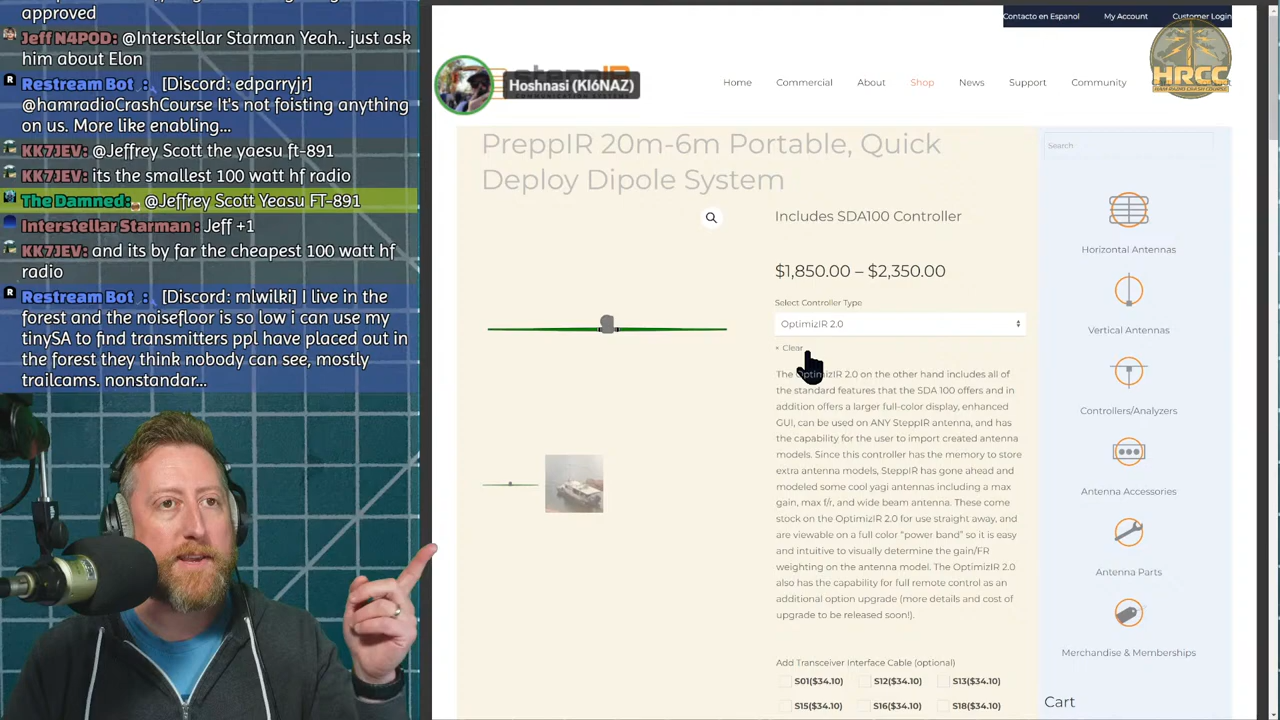 approved
Jeff N4POD: @Interstellar Starman Yeah.. just ask
him about Elon
Restream Bot : [Discord: edporryjr]
@hamradioCrashCourse It's not foisting anything
on us. More like enabling...
KK7JEV: @Jeffrey Scott the yaesu ft-891
KK7JEV: its the smallest 100 watt hf radio
The Damned: @Jeffrey Scott Yeasu FT-891
Interstellar Starman: Jeff +1
KK7JEV: and its by far the cheapest 100 watt hf
radio
Restream Bot : [Discord: mlwilki] I live in the
forest and the noisefloor is so low i can use my
tinySA to find transmitters ppl have placed out in
the forest they think nobody can see, mostly
trailcams. nonstandar...
Contacto en Espanol My Account Customer Login
Hoshnasi (KI6NAZ)
Home Commercial About Shop News Support Community
HRCC
HAM RADIO CRASH COURSE
PreppIR 20m-6m Portable, Quick
Deploy Dipole System
Search
Includes SDA100 Controller
$1,850.00 – $2,350.00
Select Controller Type
OptimizIR 2.0
× Clear
The OptimizIR 2.0 on the other hand includes all of
the standard features that the SDA 100 offers and in
addition offers a larger full-color display, enhanced
GUI, can be used on ANY SteppIR antenna, and has
the capability for the user to import created antenna
models. Since this controller has the memory to store
extra antenna models, SteppIR has gone ahead and
modeled some cool yagi antennas including a max
gain, max f/r, and wide beam antenna. These come
stock on the OptimizIR 2.0 for use straight away, and
are viewable on a full color “power band” so it is easy
and intuitive to visually determine the gain/FR
weighting on the antenna model. The OptimizIR 2.0
also has the capability for full remote control as an
additional option upgrade (more details and cost of
upgrade to be released soon!).
Add Transceiver Interface Cable (optional)
S01($34.10) S12($34.10) S13($34.10)
S15($34.10) S16($34.10) S18($34.10)
Horizontal Antennas
Vertical Antennas
Controllers/Analyzers
Antenna Accessories
Antenna Parts
Merchandise & Memberships
Cart